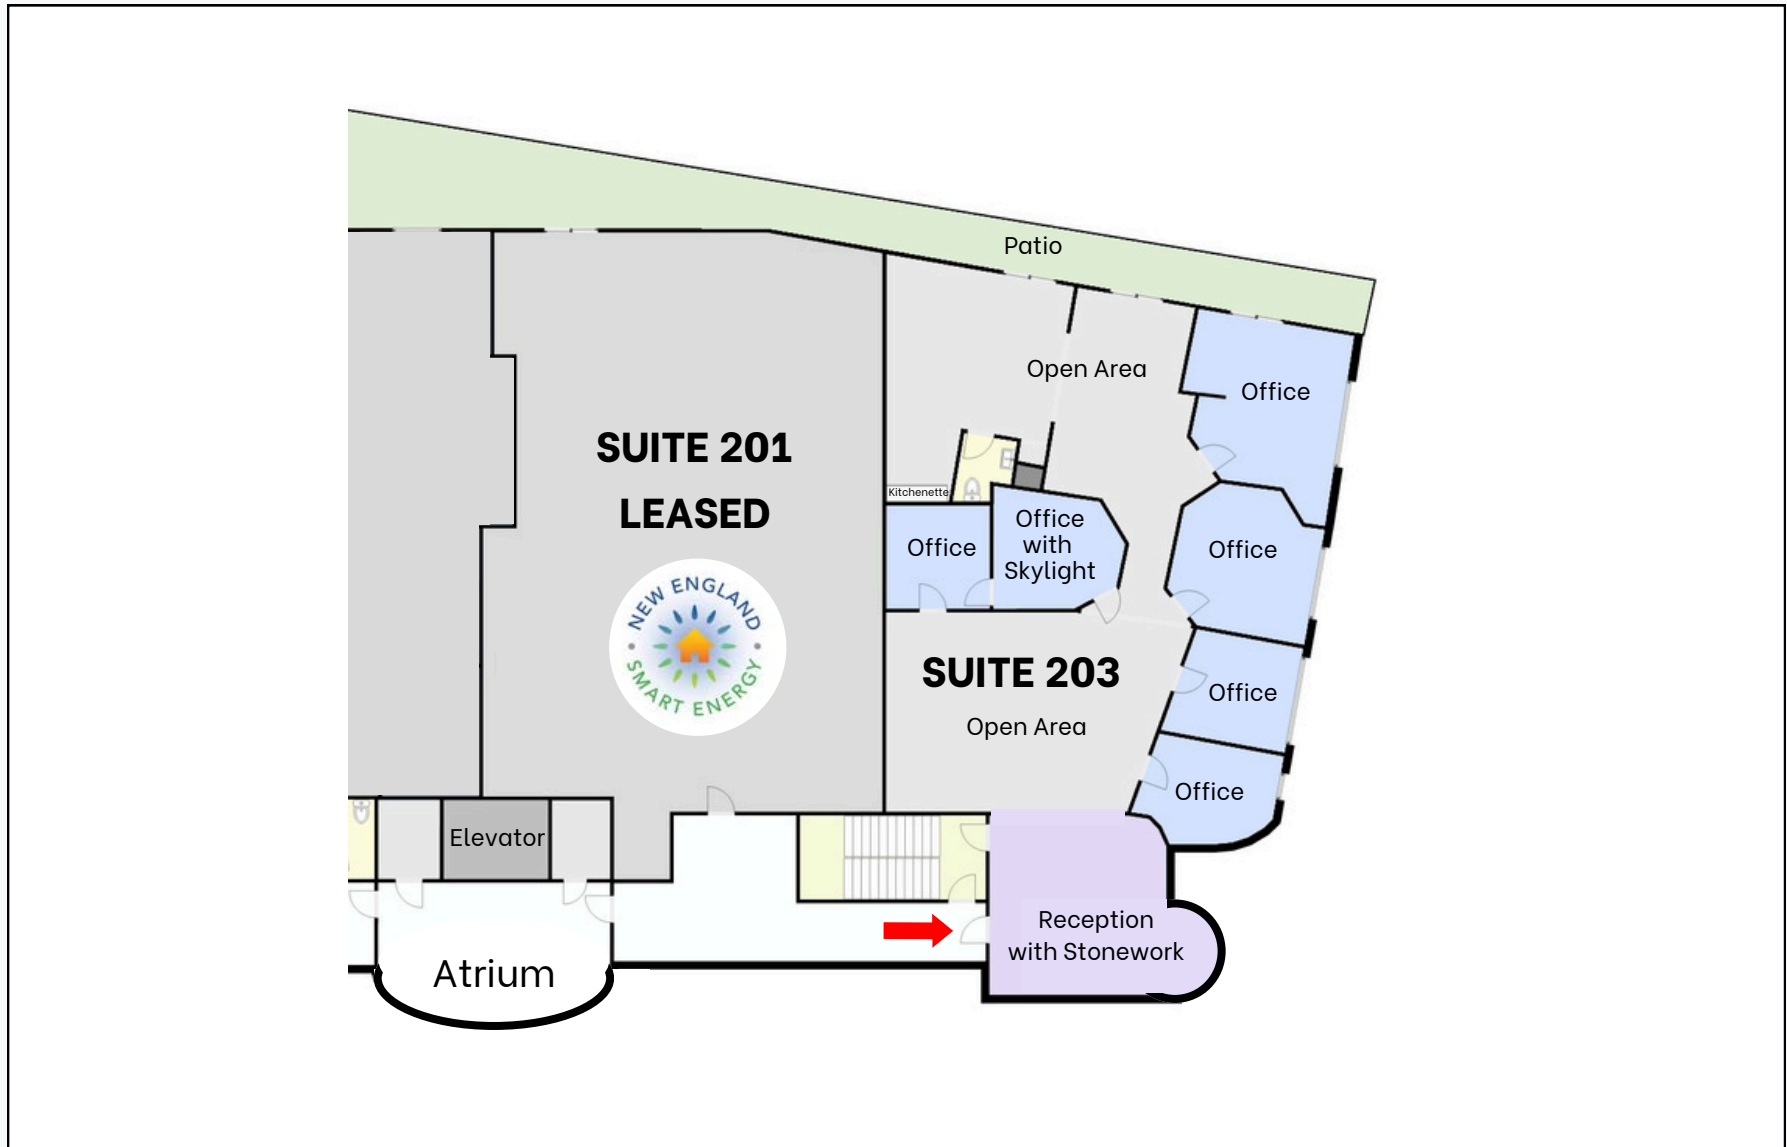 Patio
Open Area
Office
SUITE 201
LEASED
Kitchenette
Office
with
Skylight
Office
Office
NEW ENGLAND
SMART ENERGY
SUITE 203
Open Area
Office
Office
Elevator
Reception
with Stonework
Atrium